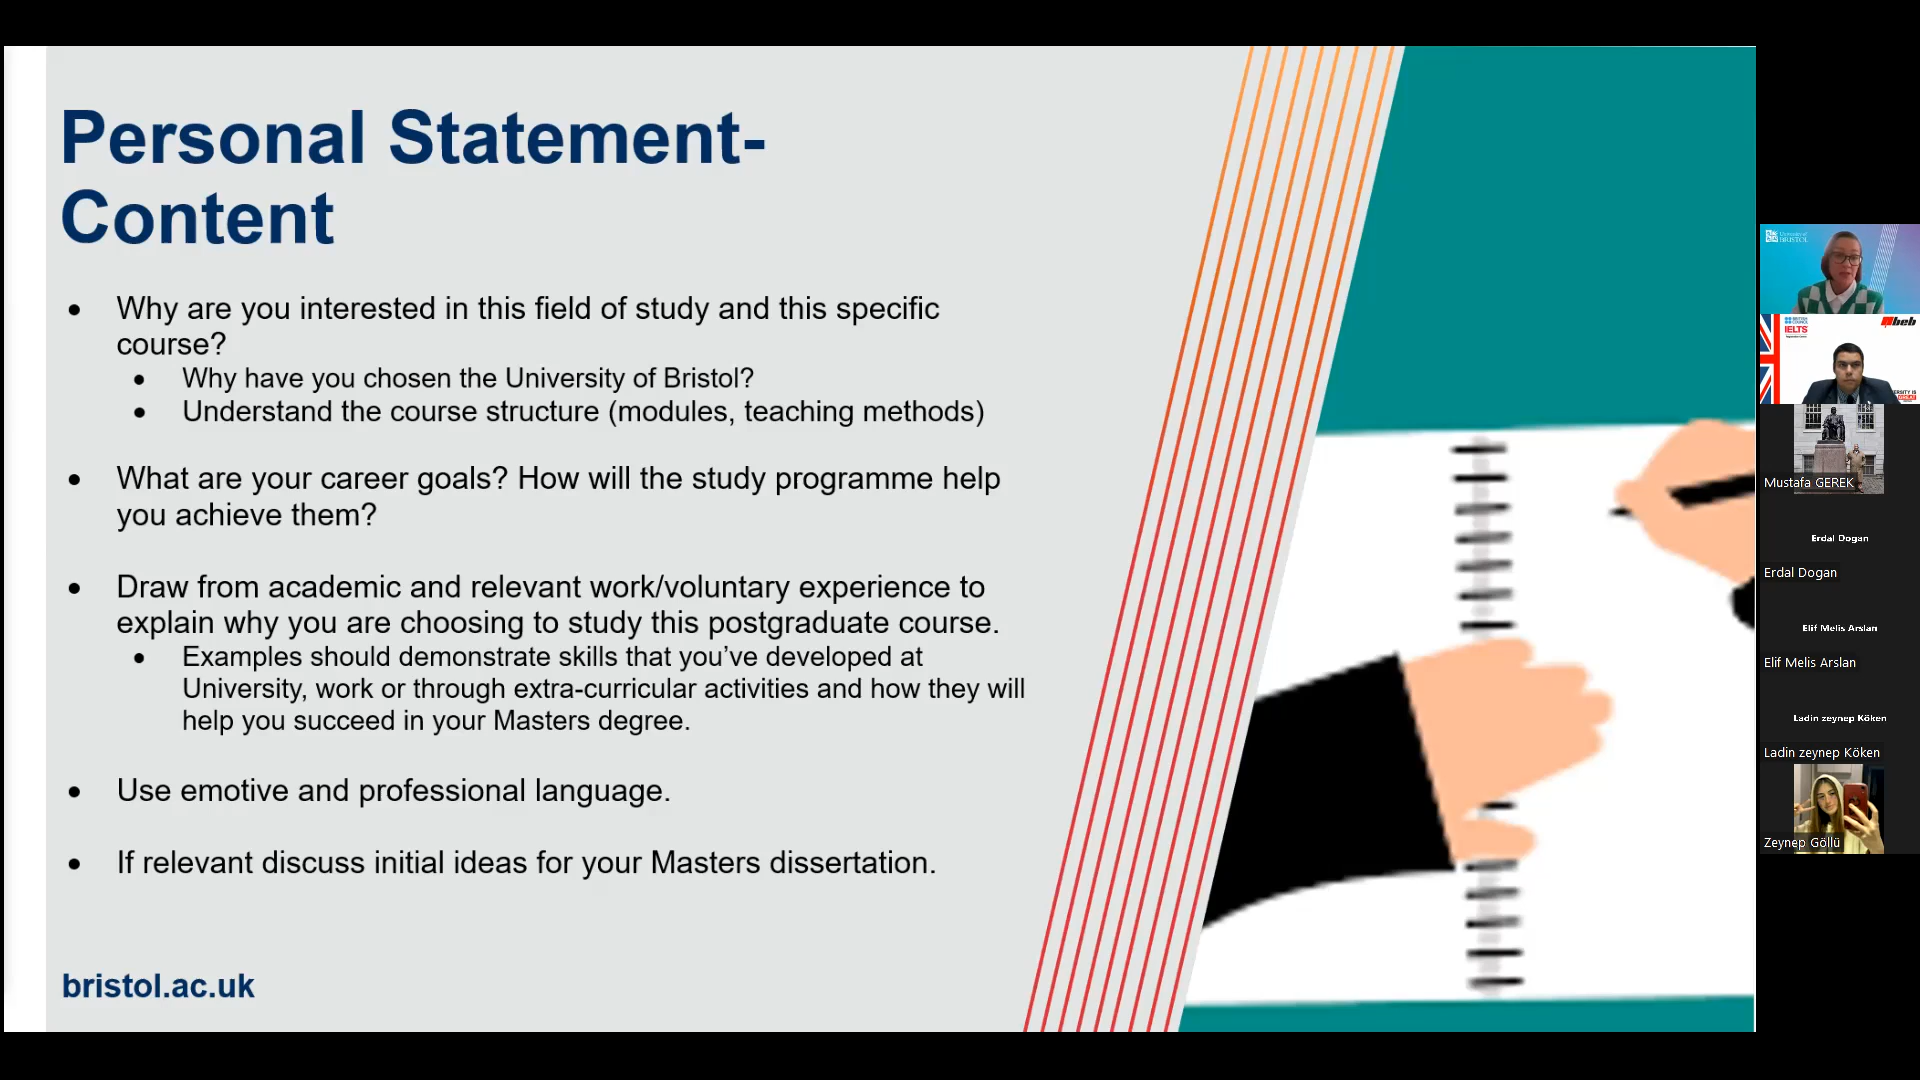 Personal Statement-
Content
• Why are you interested in this field of study and this specific
course?
• Why have you chosen the University of Bristol?
• Understand the course structure (modules, teaching methods)
• What are your career goals? How will the study programme help
you achieve them?
• Draw from academic and relevant work/voluntary experience to
explain why you are choosing to study this postgraduate course.
• Examples should demonstrate skills that you’ve developed at
University, work or through extra-curricular activities and how they will
help you succeed in your Masters degree.
• Use emotive and professional language.
• If relevant discuss initial ideas for your Masters dissertation.
bristol.ac.uk
University of
BRISTOL
IELTS
beb
Mustafa GEREK
Erdal Dogan
Erdal Dogan
Elif Melis Arslan
Elif Melis Arslan
Ladin zeynep Köken
Ladin zeynep Köken
Zeynep Göllü